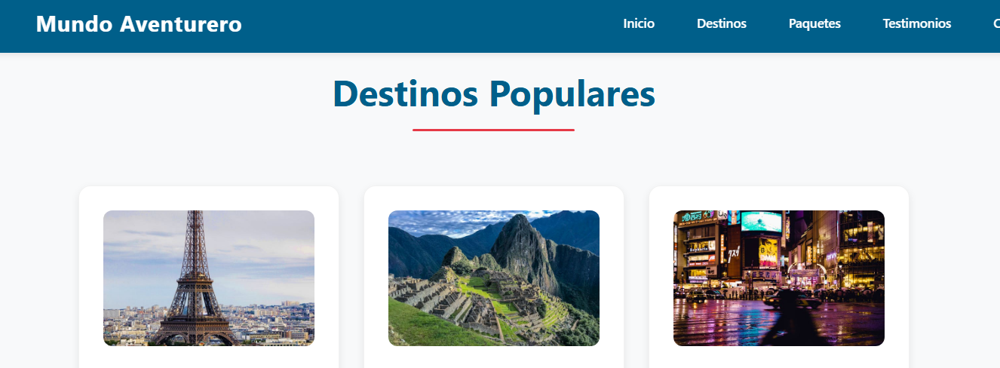 Mundo Aventurero
Inicio Destinos Paquetes Testimonios
Destinos Populares